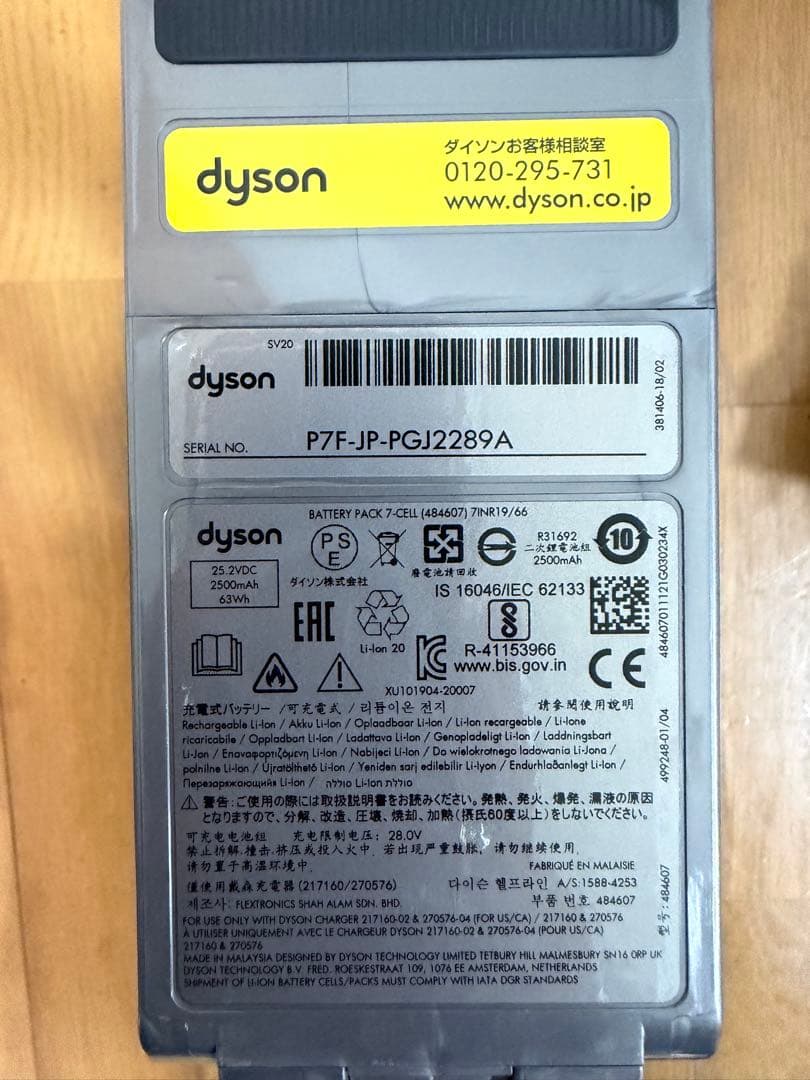 dyson
ダイソンお客様相談室
0120-295-731
www.dyson.co.jp
SV20
dyson
SERIAL NO. P7F-JP-PGJ2289A
381406-18/02
BATTERY PACK 7-CELL (484607) 7INR19/66
dyson
25.2VDC
2500mAh
63Wh
PS
E
ダイソン株式会社
廢電池請回收
R31692
二次鋰電池組
2500mAh
10
IS 16046/IEC 62133
EAC
Li-Ion 20
R-41153966
www.bis.gov.in
CE
XU101904-20007
484607011121G030234X
充電式バッテリー /可充電式 / 리튬이온 전지 請參閱使用說明
Rechargeable Li-Ion / Akku Li-Ion / Oplaadbaar Li-Ion / Li-Ion recargable / Li-Ione
ricaricabile / Oppladbart Li-Ion / Ladattava Li-Ion / Genopladeligt Li-Ion / Laddningsbart
Li-Jon / Επαναφορτιζόμενη Li-Ion / Nabijleci Li-Ion / Do wielokrotnego ładowania Li-Jona /
polnilne Li-Ion / Újratölthető Li-Ion / Yeniden sarj edilebilir Li-Iyon / Endurhlaðanlegt Li-Ion /
Перезаряжающийся Li-Ion / סוללה Li-Ion נטענת
499248-01/04
警告:ご使用の際には取扱説明書をお読みください。発熱、発火、爆発、漏液の原因
となりますので、分解、改造、圧壊、焼却、加熱(摂氏60度以上)をしないでください。
可充电电池组 充电限制电压: 28.0V
禁止拆解,撞击,挤压或投入火中. 若出现严重鼓胀, 请勿继续使用.
请勿置于高温环境中. FABRIQUÉ EN MALAISIE
僅使用戴森充電器 (217160/270576) 다이슨 헬프라인 A/S:1588-4253
제조사: FLEXTRONICS SHAH ALAM SDN. BHD. 부품 번호 484607
型号: 484607
FOR USE ONLY WITH DYSON CHARGER 217160-02 & 270576-04 (FOR US/CA) / 217160 & 270576
À UTILISER UNIQUEMENT AVEC LE CHARGEUR DYSON 217160-02 & 270576-04 (POUR US/CA)
217160 & 270576
MADE IN MALAYSIA DESIGNED BY DYSON TECHNOLOGY LIMITED TETBURY HILL MALMESBURY SN16 0RP UK
DYSON TECHNOLOGY B.V. FRED. ROESKESTRAAT 109, 1076 EE AMSTERDAM, NETHERLANDS
SHIPMENT OF LI-ION BATTERY CELLS/PACKS MUST COMPLY WITH IATA DGR STANDARDS